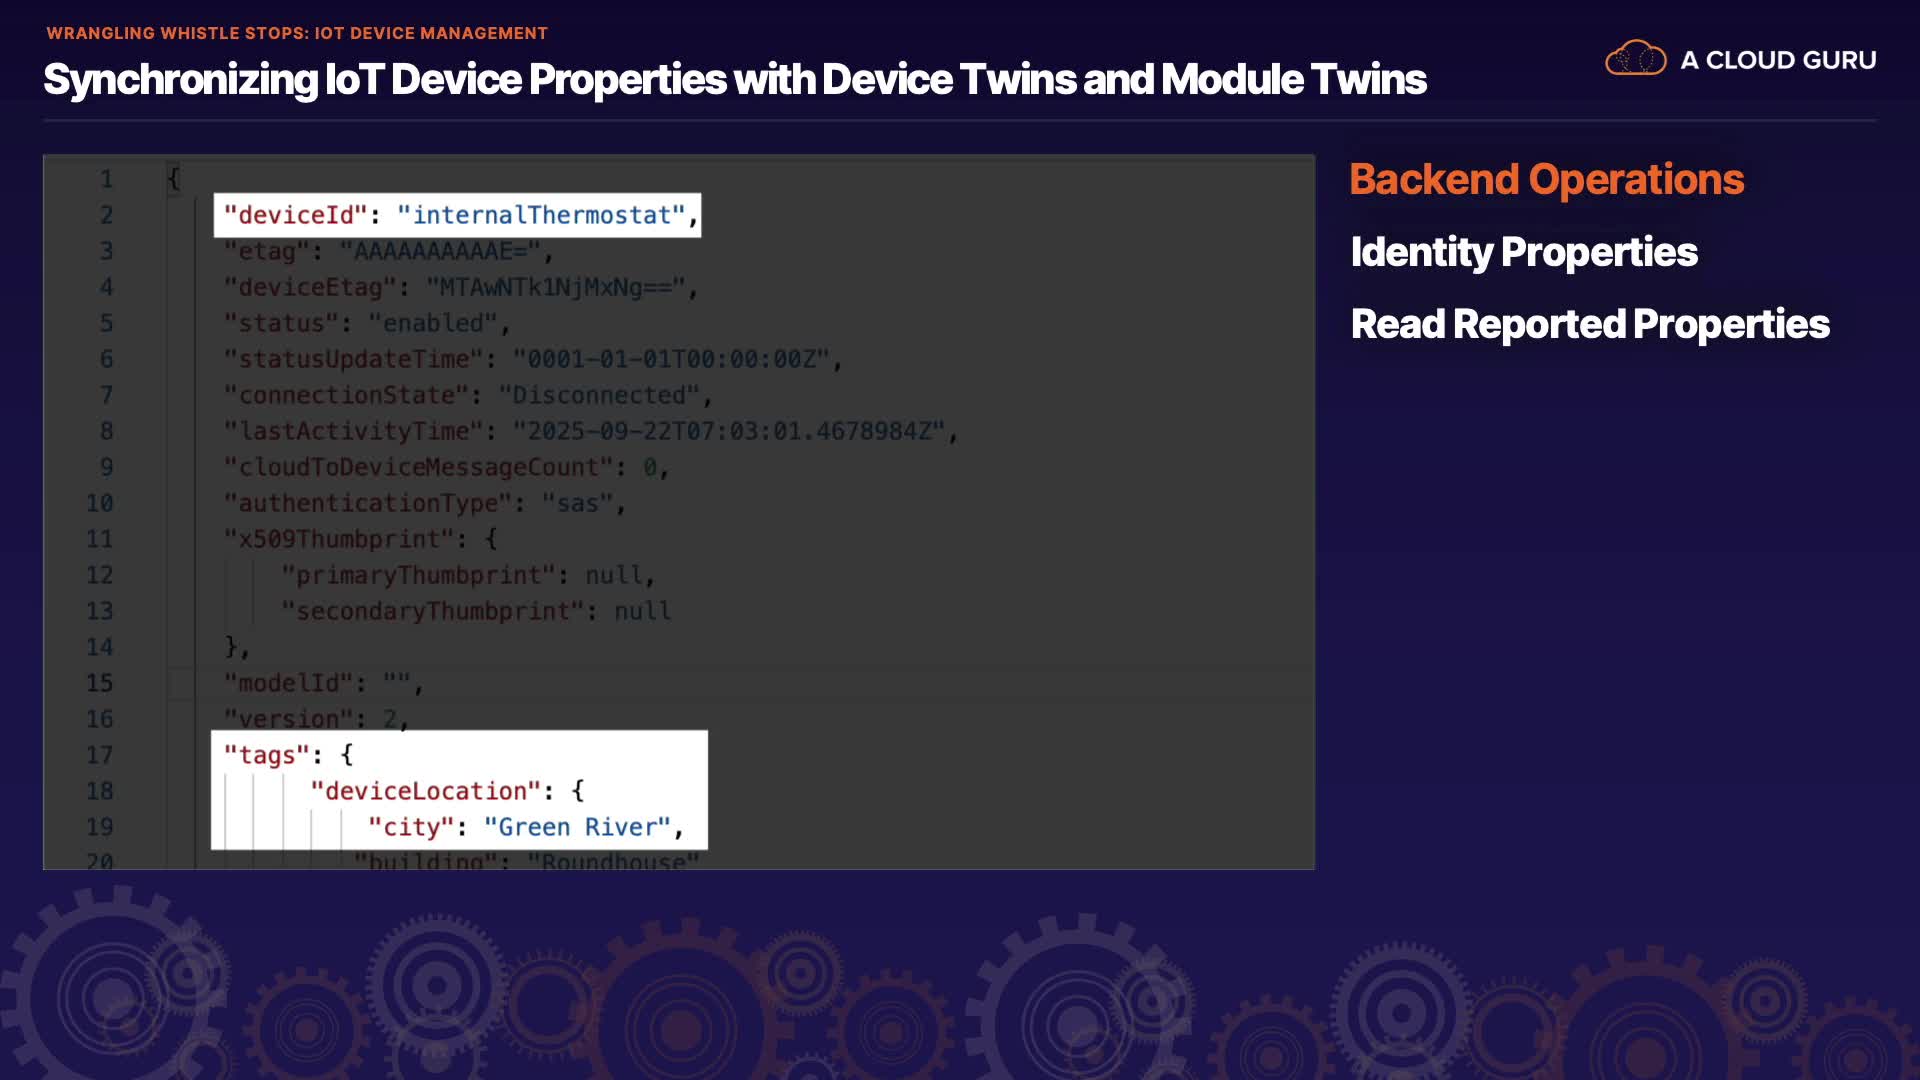 WRANGLING WHISTLE STOPS: IOT DEVICE MANAGEMENT
Synchronizing IoT Device Properties with Device Twins and Module Twins
A CLOUD GURU
1 {
2 "deviceId": "internalThermostat",
3 "etag": "AAAAAAAAAAE=",
4 "deviceEtag": "MTAwNTk1NjMxNg==",
5 "status": "enabled",
6 "statusUpdateTime": "0001-01-01T00:00:00Z",
7 "connectionState": "Disconnected",
8 "lastActivityTime": "2025-09-22T07:03:01.4678984Z",
9 "cloudToDeviceMessageCount": 0,
10 "authenticationType": "sas",
11 "x509Thumbprint": {
12 "primaryThumbprint": null,
13 "secondaryThumbprint": null
14 },
15 "modelId": "",
16 "version": 2,
17 "tags": {
18 "deviceLocation": {
19 "city": "Green River",
20 "building": "Roundhouse"
Backend Operations
Identity Properties
Read Reported Properties